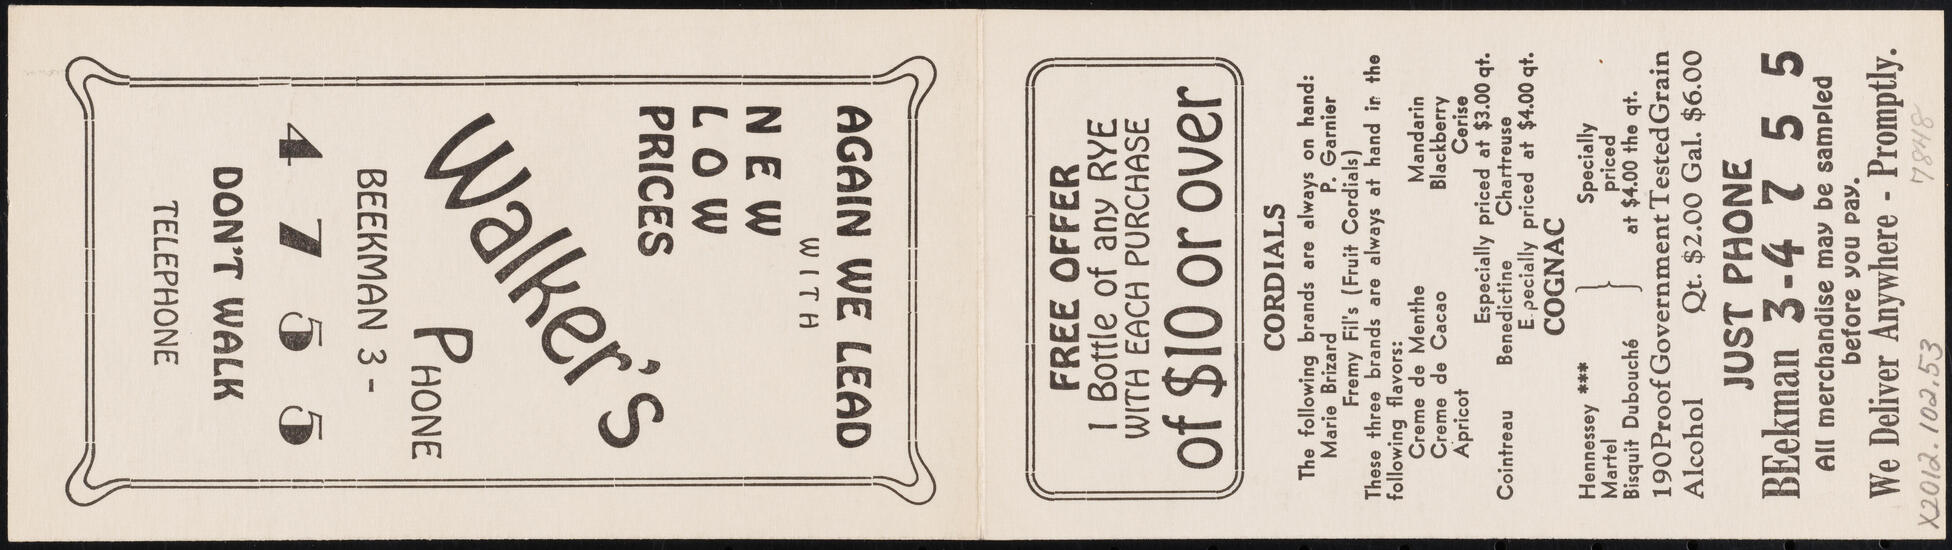 AGAIN WE LEAD
WITH
NEW
LOW
PRICES
Walker's
PHONE
BEEKMAN 3-
4 7 5 5
DON'T WALK
TELEPHONE
FREE OFFER
1 Bottle of any RYE
WITH EACH PURCHASE
of $10 or over
CORDIALS
The following brands are always on hand:
Marie Brizard P. Garnier
Fremy Fil's (Fruit Cordials)
These three brands are always at hand in the
following flavors:
Creme de Menthe Mandarin
Creme de Cacao Blackberry
Apricot Cerise
Especially priced at $3.00 qt.
Cointreau Benedictine Chartreuse
E pecially priced at $4.00 qt.
COGNAC
Hennessey *** Specially
Martel } priced
Bisquit Dubouché at $4.00 the qt.
190 Proof Government Tested Grain
Alcohol Qt. $2.00 Gal. $6.00
JUST PHONE
BEekman 3-4 7 5 5
All merchandise may be sampled
before you pay.
We Deliver Anywhere - Promptly.
X2012.102.53 7848